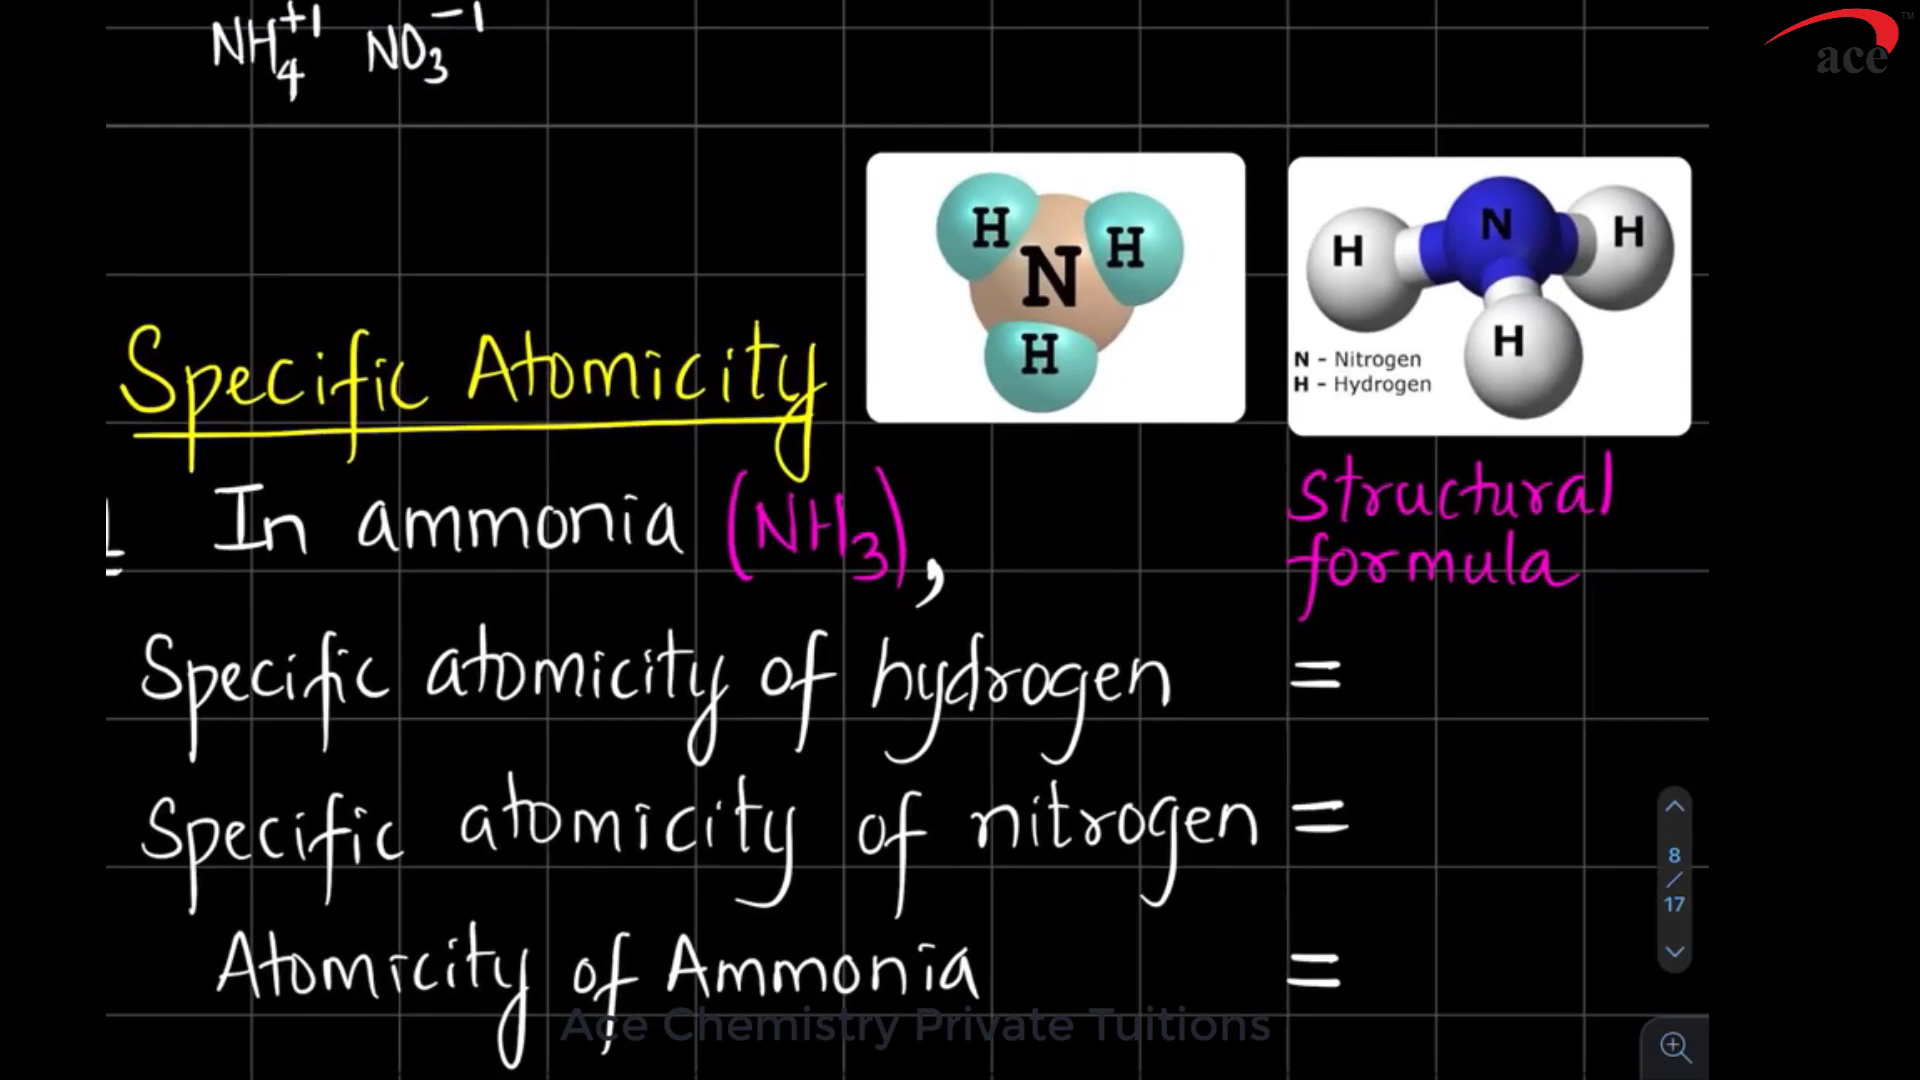 NH₄⁺¹ NO₃⁻¹
ace TM
H H N H
H N H H
N - Nitrogen
H - Hydrogen
Specific Atomicity
In ammonia (NH₃),
structural
formula
Specific atomicity of hydrogen =
Specific atomicity of nitrogen =
Atomicity of Ammonia =
Ace Chemistry Private Tuitions
8
/
17